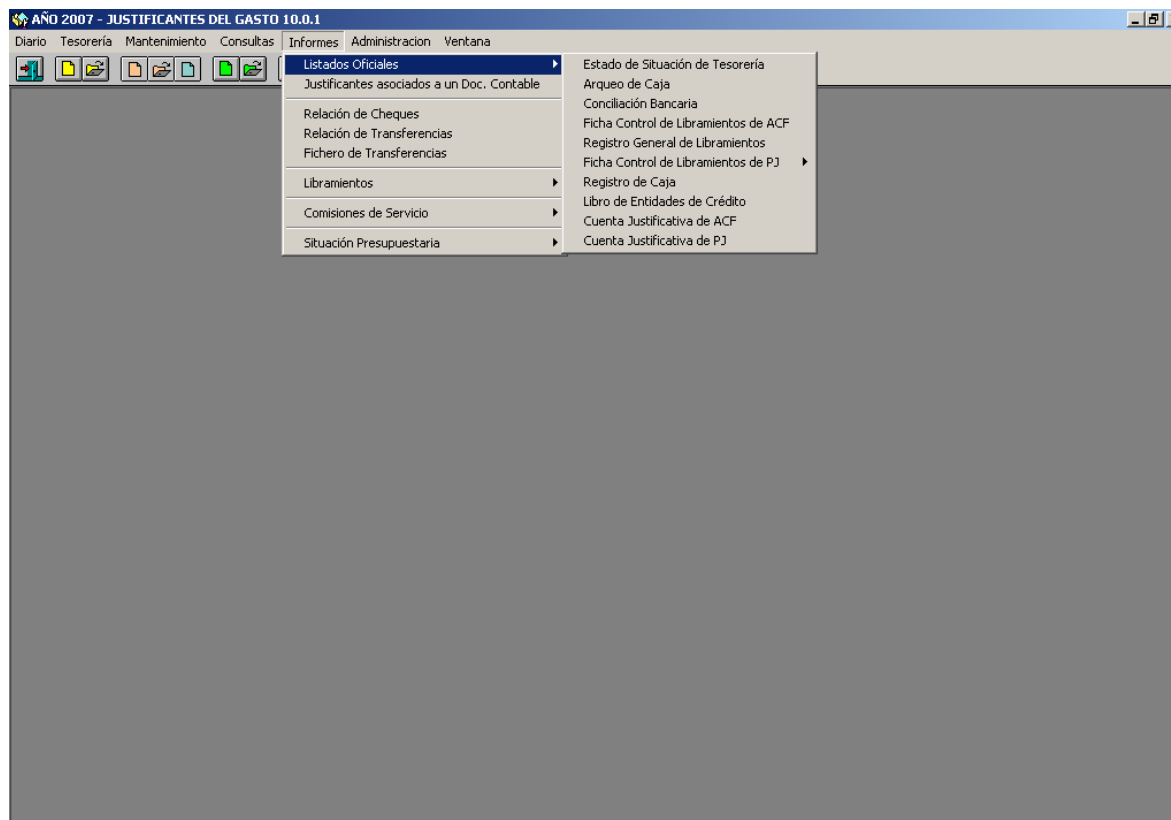 AÑO 2007 - JUSTIFICANTES DEL GASTO 10.0.1
Diario Tesorería Mantenimiento Consultas Informes Administracion Ventana
Listados Oficiales
Justificantes asociados a un Doc. Contable
Relación de Cheques
Relación de Transferencias
Fichero de Transferencias
Libramientos
Comisiones de Servicio
Situación Presupuestaria
Estado de Situación de Tesorería
Arqueo de Caja
Conciliación Bancaria
Ficha Control de Libramientos de ACF
Registro General de Libramientos
Ficha Control de Libramientos de PJ
Registro de Caja
Libro de Entidades de Crédito
Cuenta Justificativa de ACF
Cuenta Justificativa de PJ